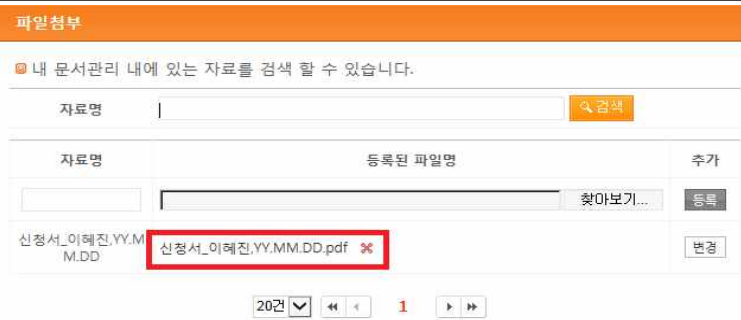 파일첨부
내 문서관리 내에 있는 자료를 검색 할 수 있습니다.
자료명 검색
자료명 등록된 파일명 추가
찾아보기... 등록
신청서_이혜진,YY.M
M.DD
신청서_이혜진,YY.MM.DD.pdf 변경
20건 1